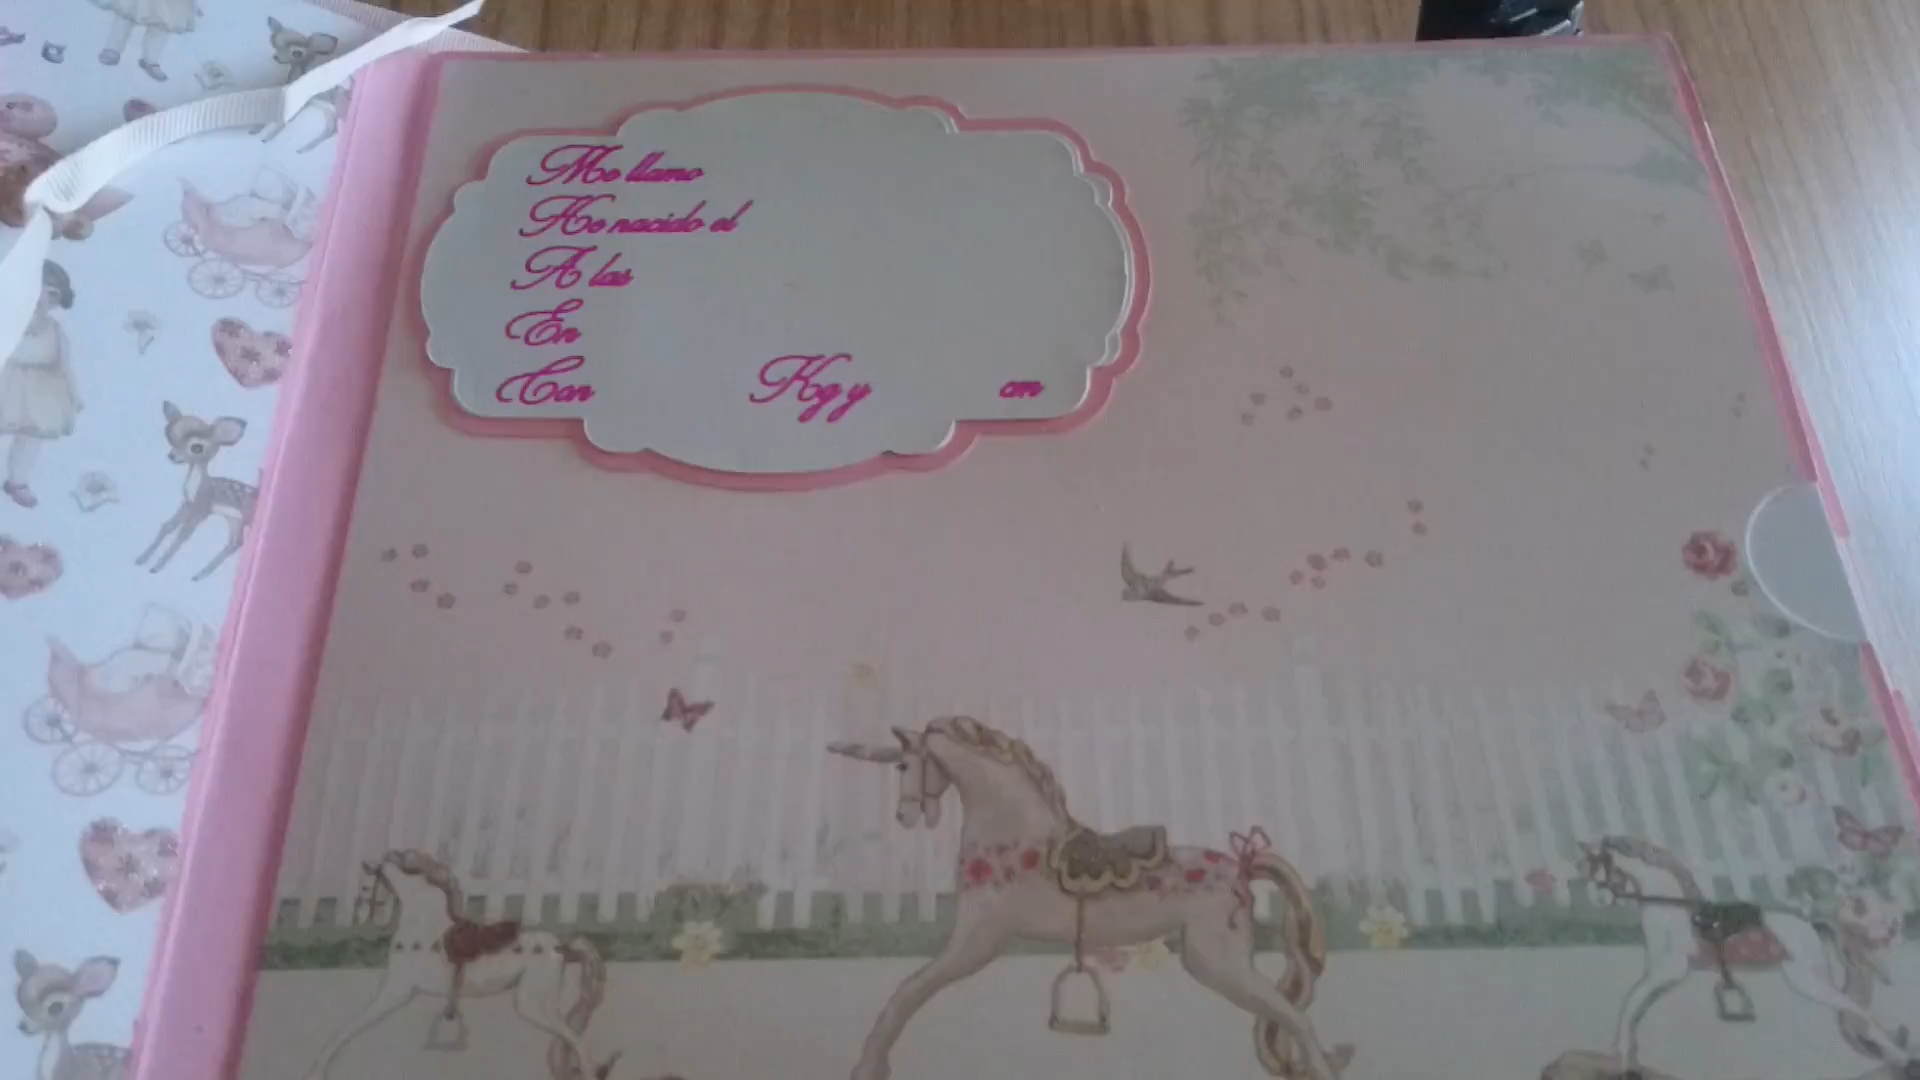 Me llamo
He nacido el
A las
En
Con Kg y cm